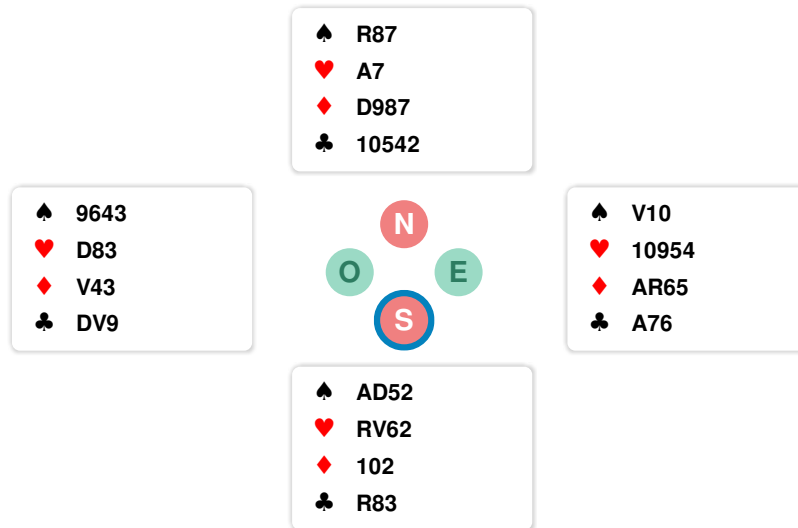 ♠ R87
♥ A7
♦ D987
♣ 10542
♠ 9643
♥ D83
♦ V43
♣ DV9
N
O E
S
♠ V10
♥ 10954
♦ AR65
♣ A76
♠ AD52
♥ RV62
♦ 102
♣ R83